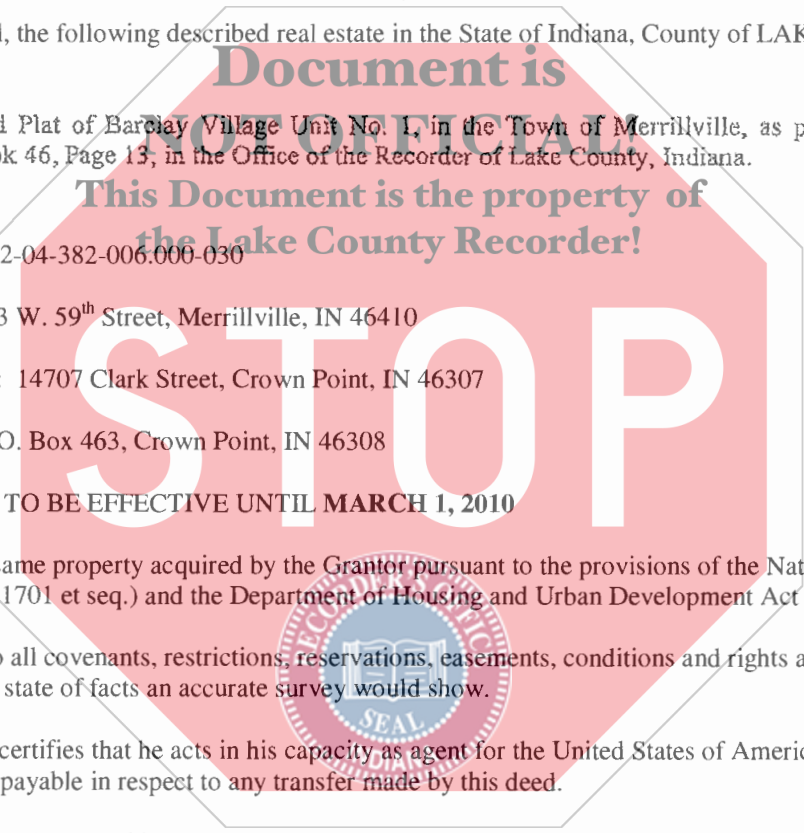 , the following described real estate in the State of Indiana, County of LAK
Document is
Plat of Barclay Village Unit No. 1, in the Town of Merrillville, as p
NOT OFFICIAL!
ok 46, Page 13, in the Office of the Recorder of Lake County, Indiana.
This Document is the property of
the Lake County Recorder!
2-04-382-006.000-030
3 W. 59th Street, Merrillville, IN 46410
: 14707 Clark Street, Crown Point, IN 46307
STOP
O. Box 463, Crown Point, IN 46308
TO BE EFFECTIVE UNTIL MARCH 1, 2010
ame property acquired by the Grantor pursuant to the provisions of the Nat
1701 et seq.) and the Department of Housing and Urban Development Act
RECORDER'S OFFICE
o all covenants, restrictions, reservations, easements, conditions and rights a
state of facts an accurate survey would show.
SEAL
certifies that he acts in his capacity as agent for the United States of Americ
payable in respect to any transfer made by this deed.